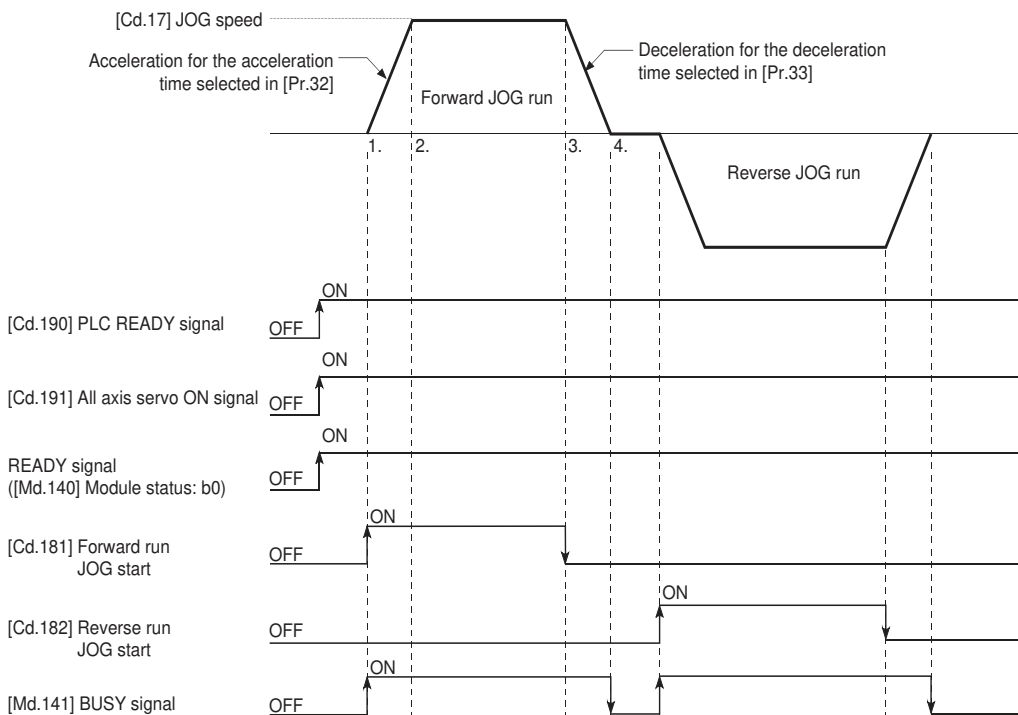 [Cd.17] JOG speed
Acceleration for the acceleration
time selected in [Pr.32]
Deceleration for the deceleration
time selected in [Pr.33]
Forward JOG run
1.
2.
3.
4.
Reverse JOG run
ON
[Cd.190] PLC READY signal
OFF
ON
[Cd.191] All axis servo ON signal
OFF
ON
READY signal
([Md.140] Module status: b0)
OFF
ON
[Cd.181] Forward run
JOG start
OFF
ON
[Cd.182] Reverse run
JOG start
OFF
ON
[Md.141] BUSY signal
OFF